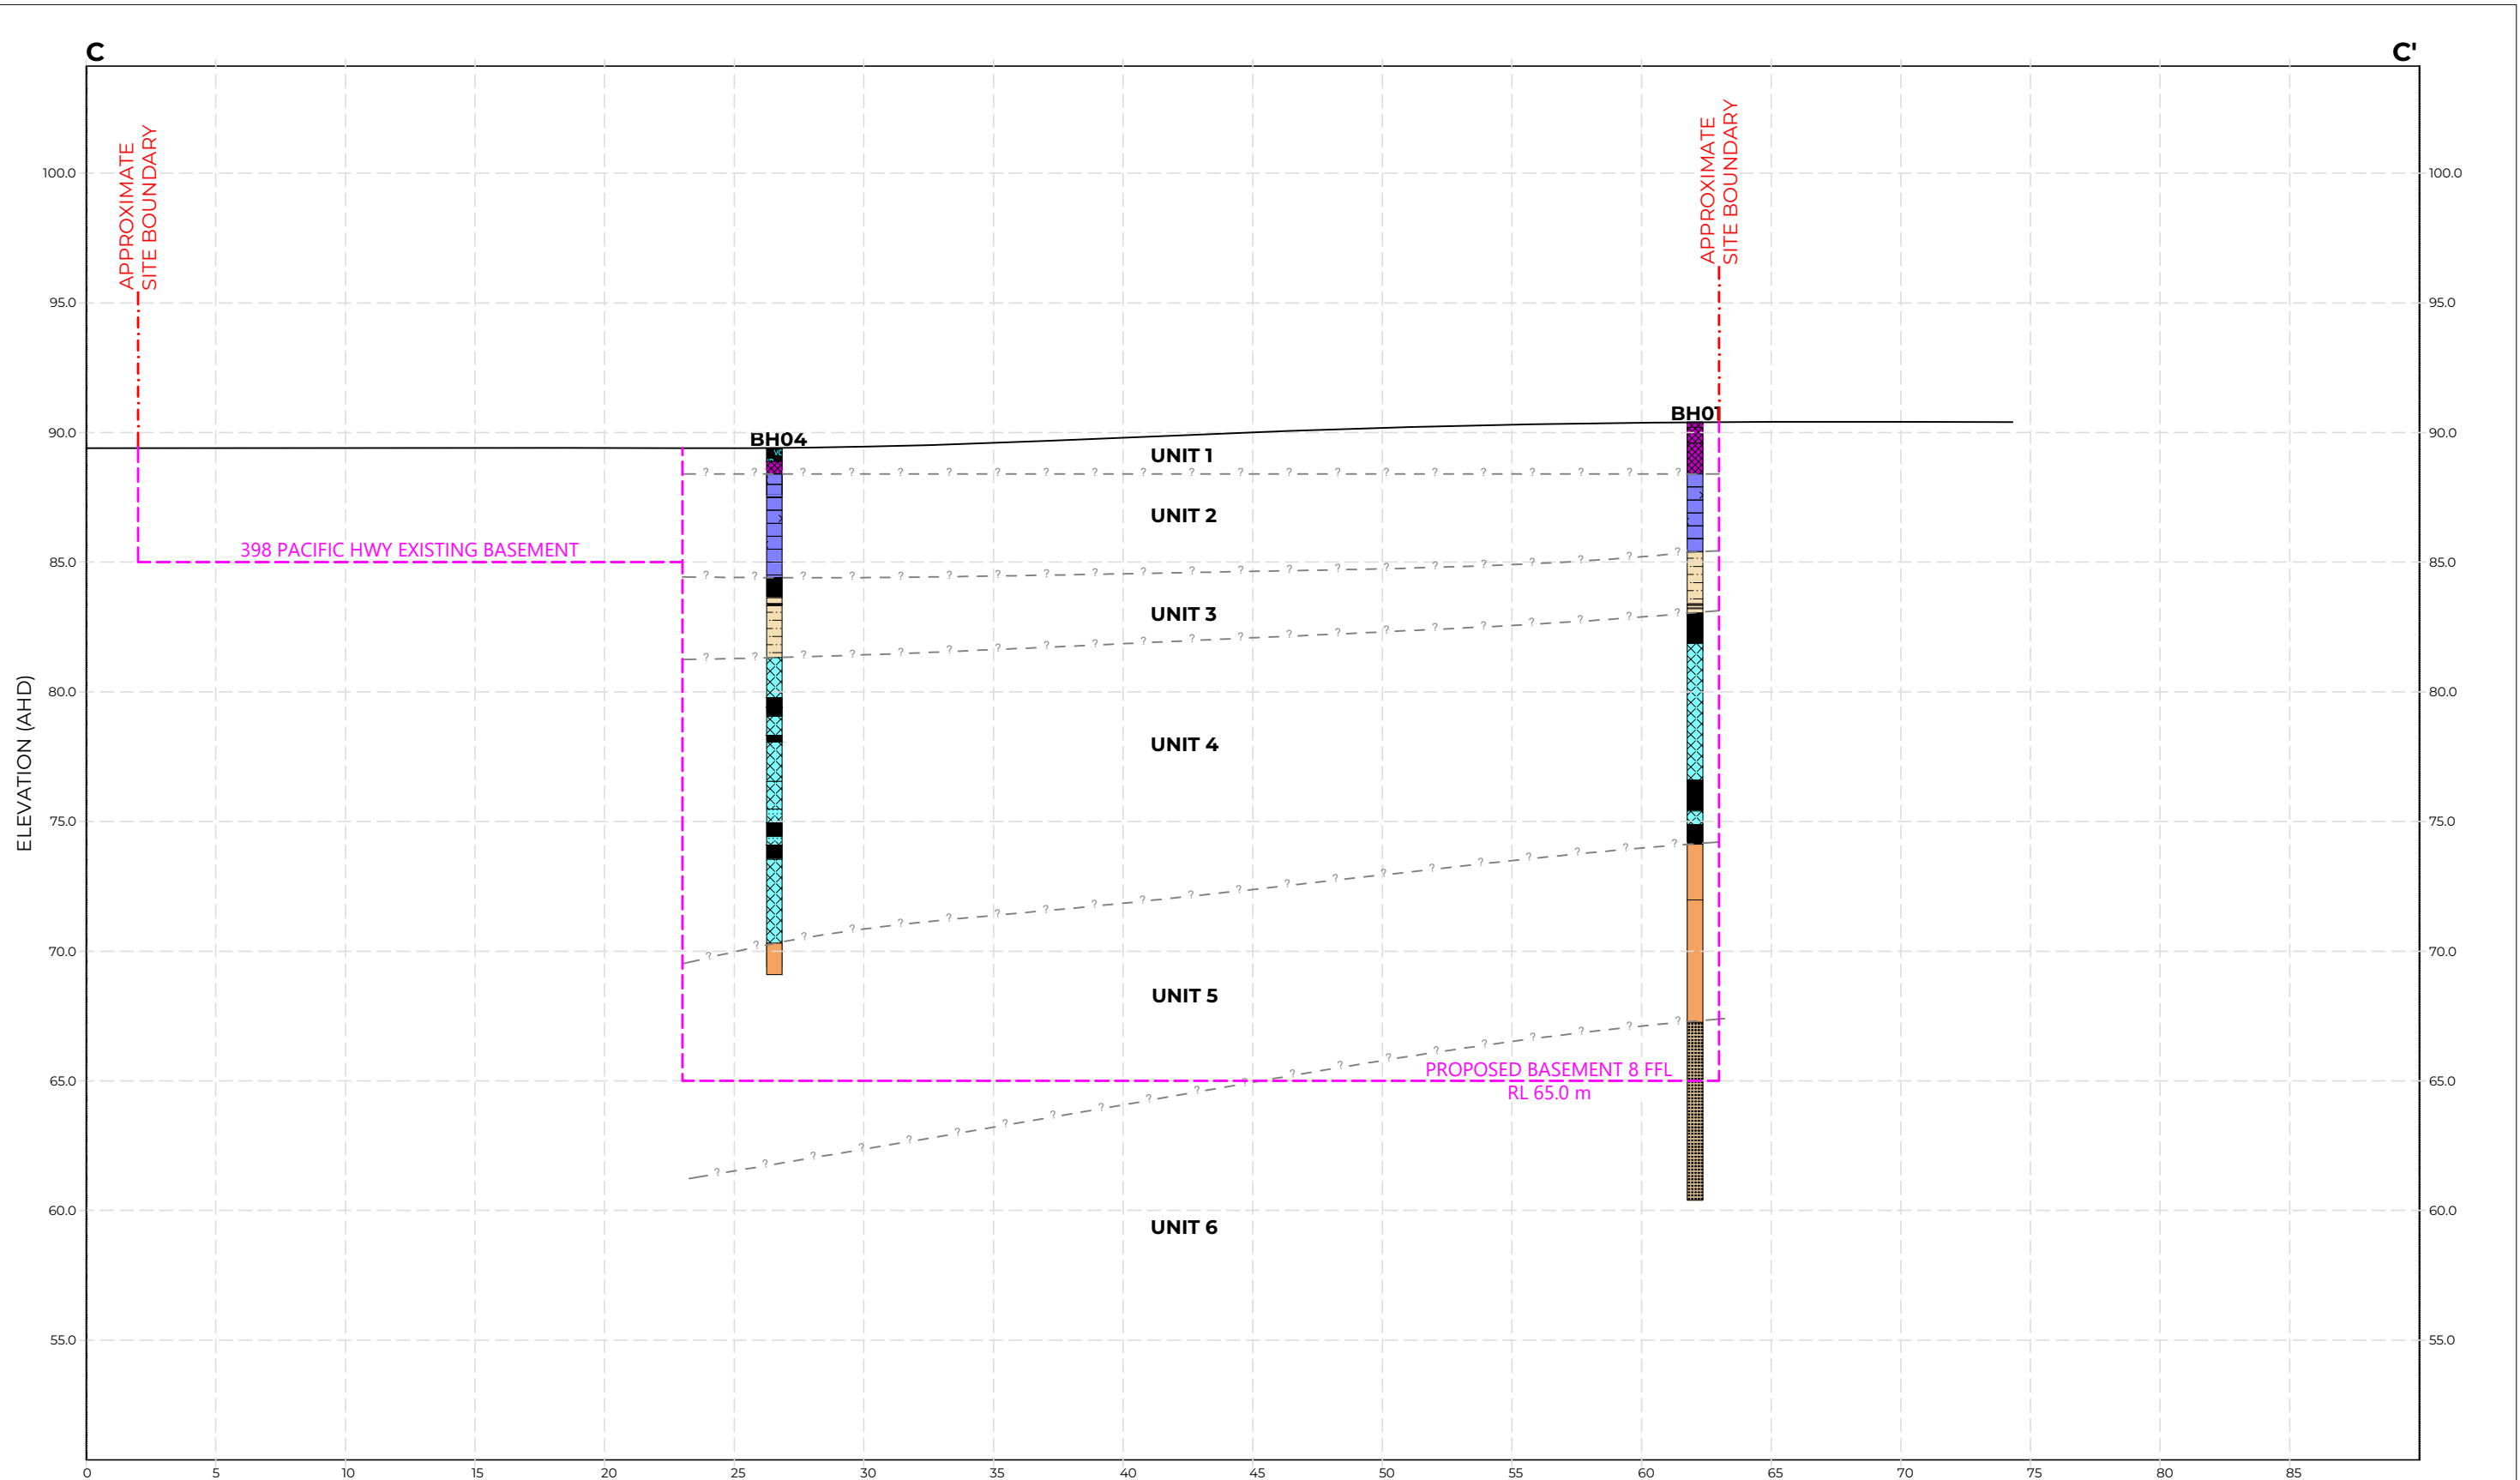 C
C'
APPROXIMATE
SITE BOUNDARY
APPROXIMATE
SITE BOUNDARY
100.0
100.0
95.0
95.0
90.0
90.0
BH04
BH01
UNIT 1
UNIT 2
398 PACIFIC HWY EXISTING BASEMENT
85.0
85.0
UNIT 3
80.0
80.0
UNIT 4
ELEVATION (AHD)
75.0
75.0
70.0
70.0
UNIT 5
PROPOSED BASEMENT 8 FFL
RL 65.0 m
65.0
65.0
60.0
60.0
UNIT 6
55.0
55.0
0 5 10 15 20 25 30 35 40 45 50 55 60 65 70 75 80 85